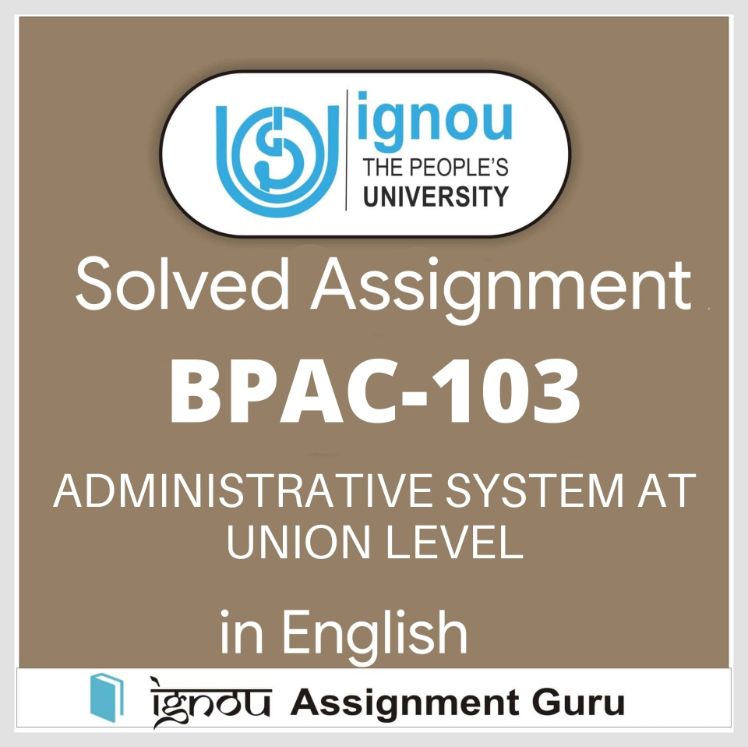 ignou
THE PEOPLE'S
UNIVERSITY
Solved Assignment
BPAC-103
ADMINISTRATIVE SYSTEM AT
UNION LEVEL
in English
ignou Assignment Guru